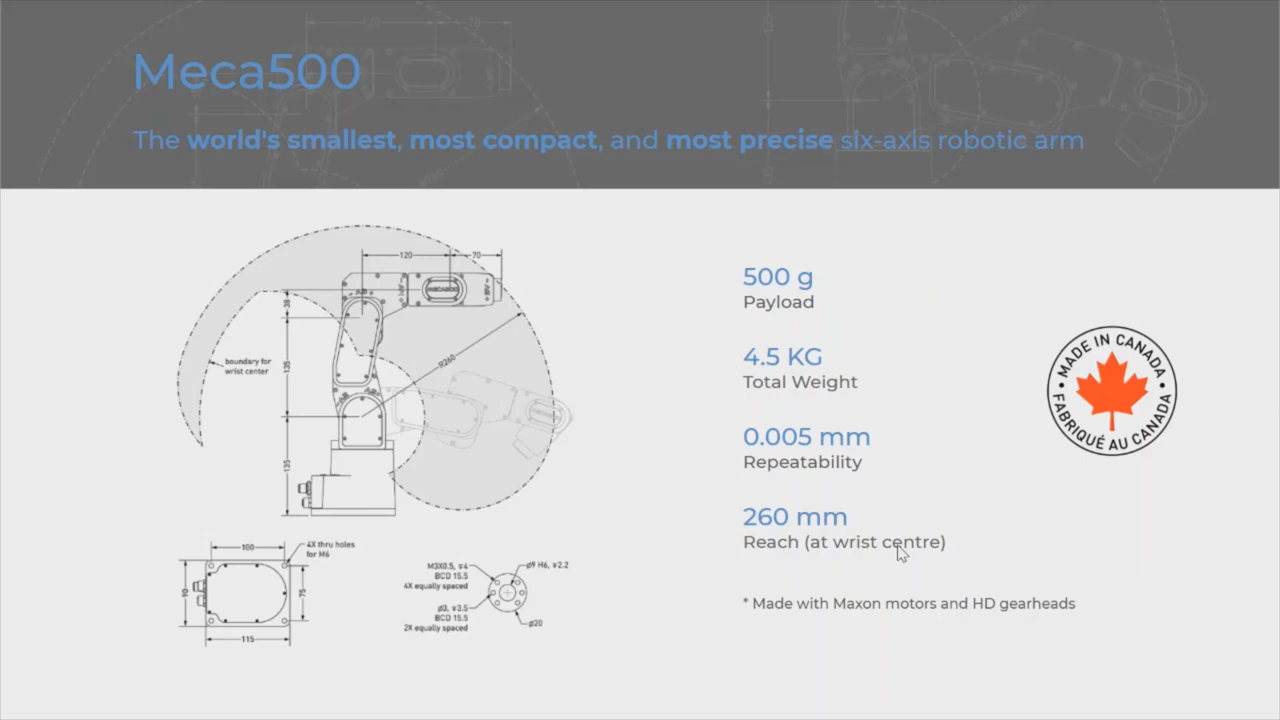 Meca500
The world's smallest, most compact, and most precise six-axis robotic arm
120
70
38
MECA500
R260
boundary for
wrist center
135
135
500 g
Payload
4.5 KG
Total Weight
0.005 mm
Repeatability
260 mm
Reach (at wrist centre)
* Made with Maxon motors and HD gearheads
MADE IN CANADA
FABRIQUÉ AU CANADA
100
4X thru holes
for M6
90
75
115
M3X0.5, ↧4
BCD 15.5
4X equally spaced
ø3, ↧3.5
BCD 15.5
2X equally spaced
ø9 H6, ↧2.2
ø20